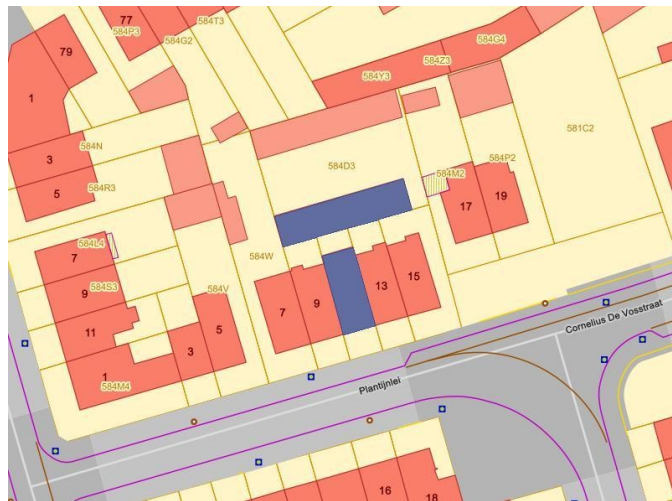 77
584P3
584T3
584G2
79
584Y3
584Z3
584G4
1
3
584N
5
584R3
584D3
584M2
584P2
581C2
17
19
584L4
7
9
584S3
11
1
584M4
3
584V
5
584W
7
9
13
15
Plantijnlei
Cornelius De Vosstraat
16
18